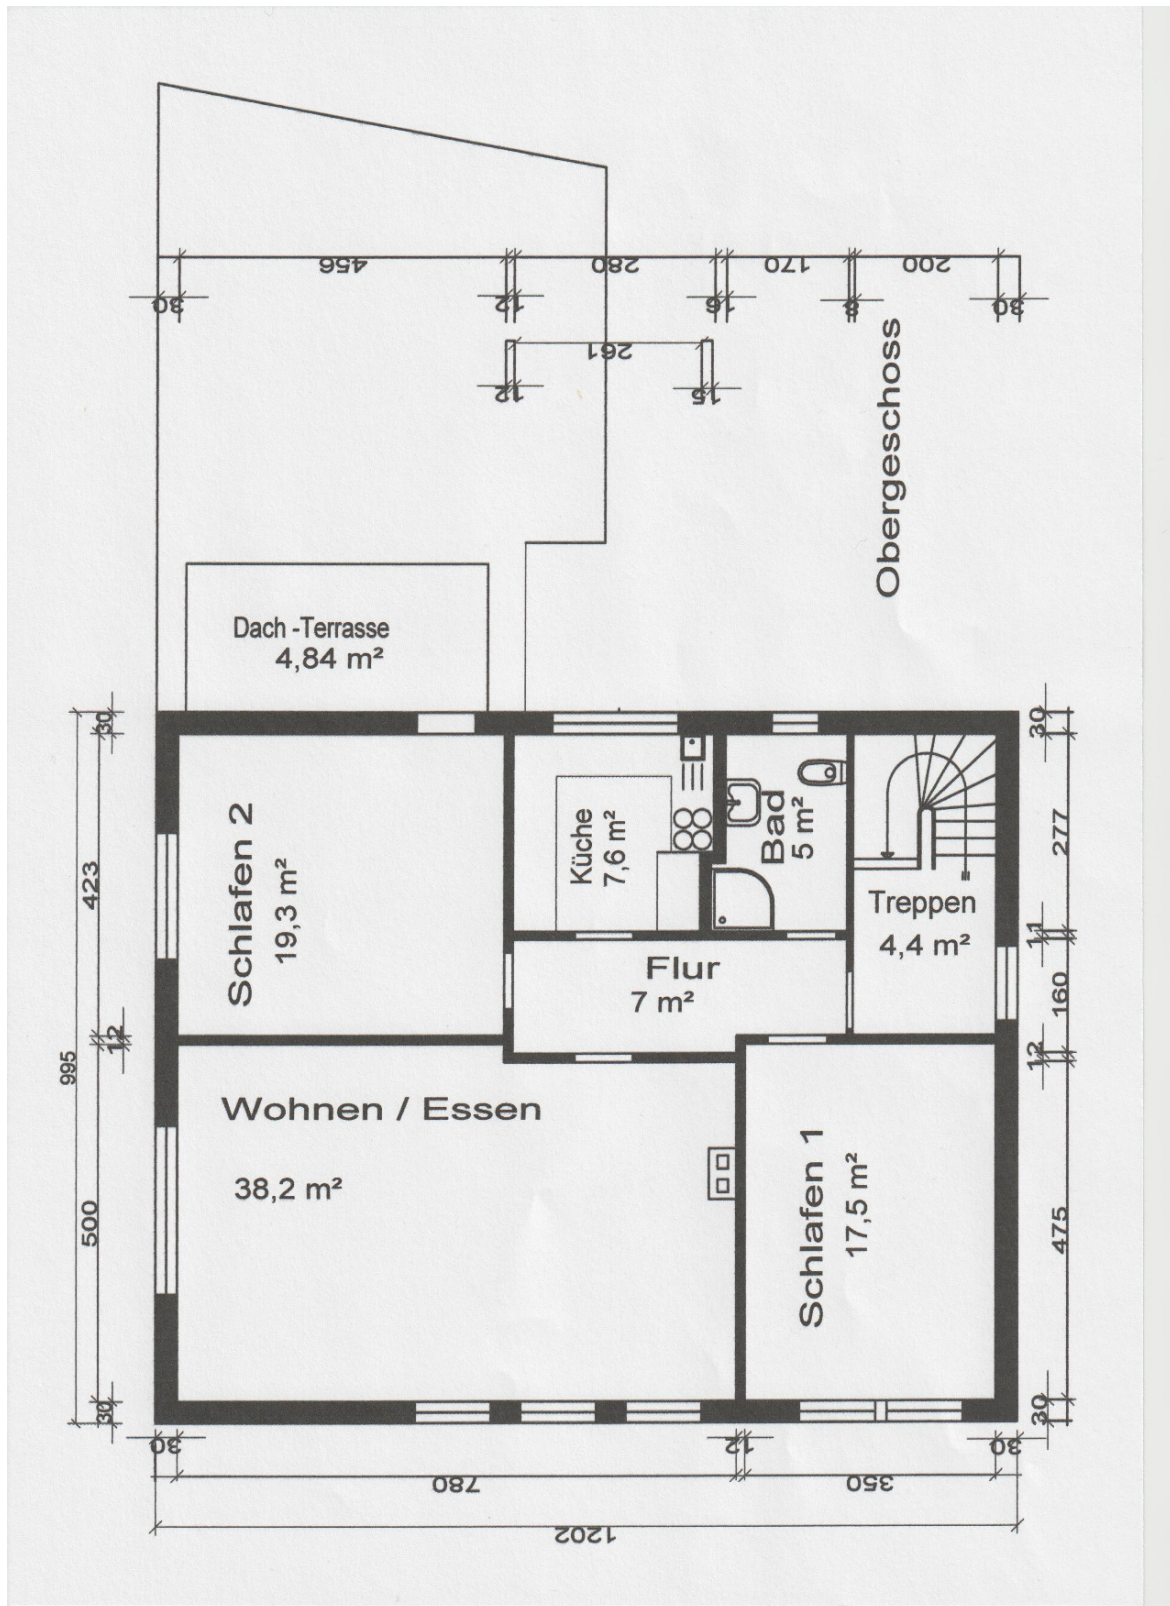 456
280
170
200
30
12
16
8
30
261
12
15
Obergeschoss
Dach -Terrasse
4,84 m²
30
423
12
995
500
30
30
277
11
160
12
475
30
Schlafen 2
19,3 m²
Küche
7,6 m²
Bad
5 m²
Treppen
4,4 m²
Flur
7 m²
Wohnen / Essen
38,2 m²
Schlafen 1
17,5 m²
30
12
30
780
350
1202